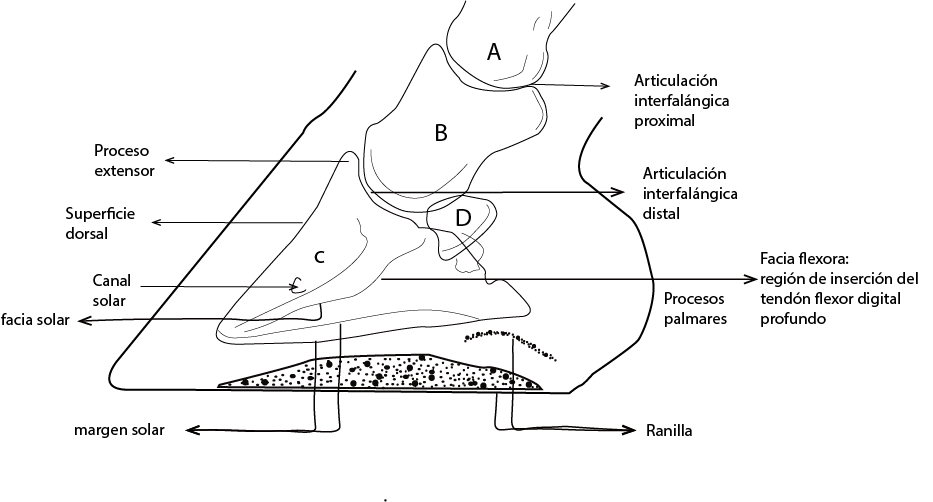 A
Articulación
interfalángica
proximal
B
Proceso
extensor
Articulación
interfalángica
distal
Superficie
dorsal
D
c
Canal
solar
Facia flexora:
región de inserción del
tendón flexor digital
profundo
Procesos
palmares
facia solar
margen solar
Ranilla